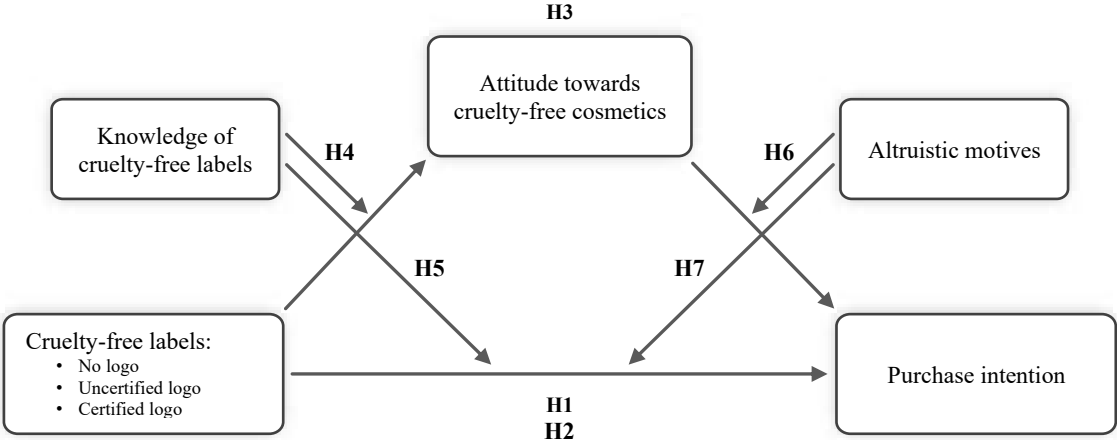 H3
Attitude towards
cruelty-free cosmetics
Knowledge of
cruelty-free labels
H4
H6
Altruistic motives
H5
H7
Cruelty-free labels:
• No logo
• Uncertified logo
• Certified logo
Purchase intention
H1
H2